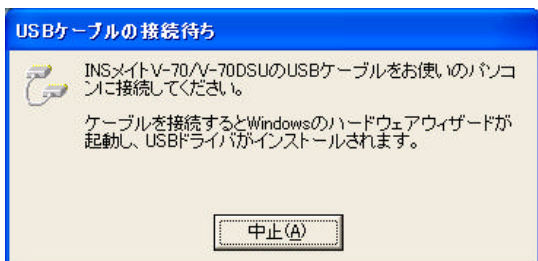 USBケーブルの接続待ち
INSメイトV-70/V-70DSUのUSBケーブルをお使いのパソコ
ンに接続してください。
ケーブルを接続するとWindowsのハードウェアウィザードが
起動し、USBドライバがインストールされます。
中止(A)